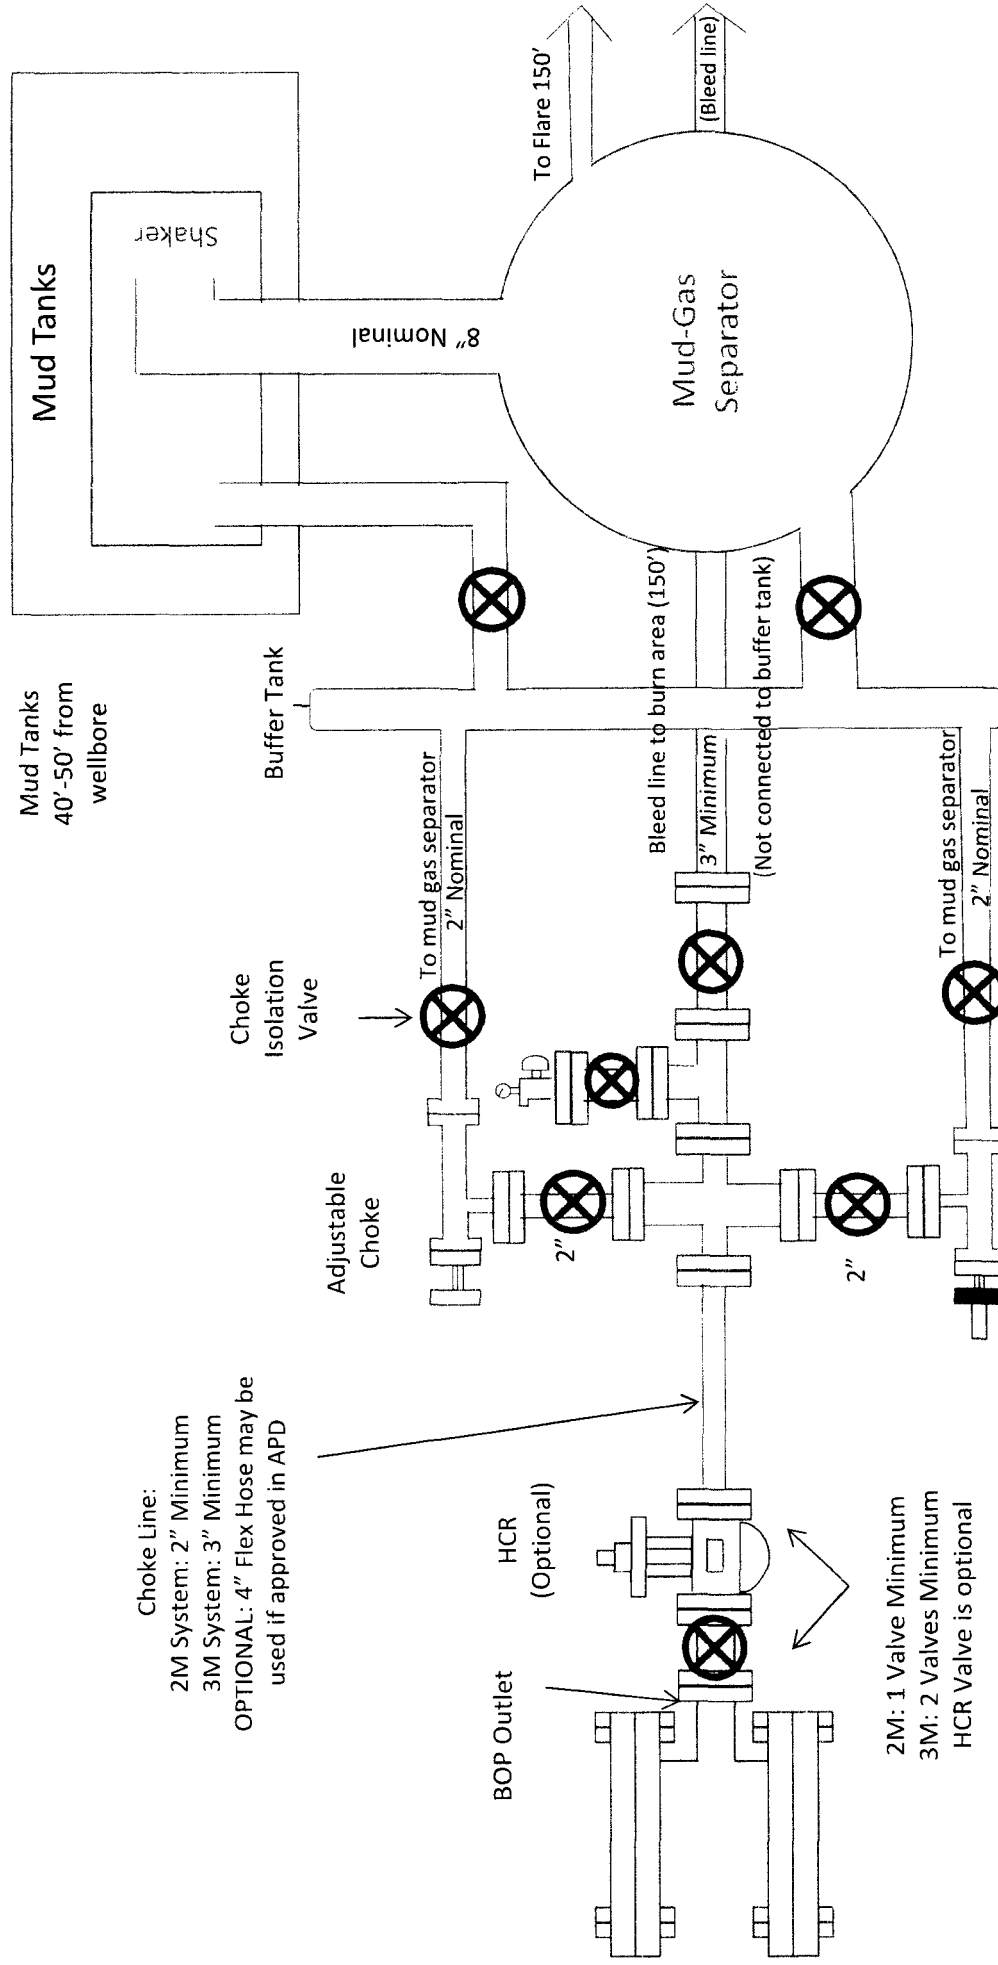 Mud Tanks
Shaker
8" Nominal
To Flare 150'
(Bleed line)
Mud-Gas
Separator
Mud Tanks
40'-50' from
wellbore
Buffer Tank
To mud gas separator
2" Nominal
Bleed line to burn area (150')
3" Minimum
(Not connected to buffer tank)
To mud gas separator
2" Nominal
Choke
Isolation
Valve
Adjustable
Choke
2"
2"
Choke Line:
2M System: 2" Minimum
3M System: 3" Minimum
OPTIONAL: 4" Flex Hose may be
used if approved in APD
HCR
(Optional)
BOP Outlet
2M: 1 Valve Minimum
3M: 2 Valves Minimum
HCR Valve is optional